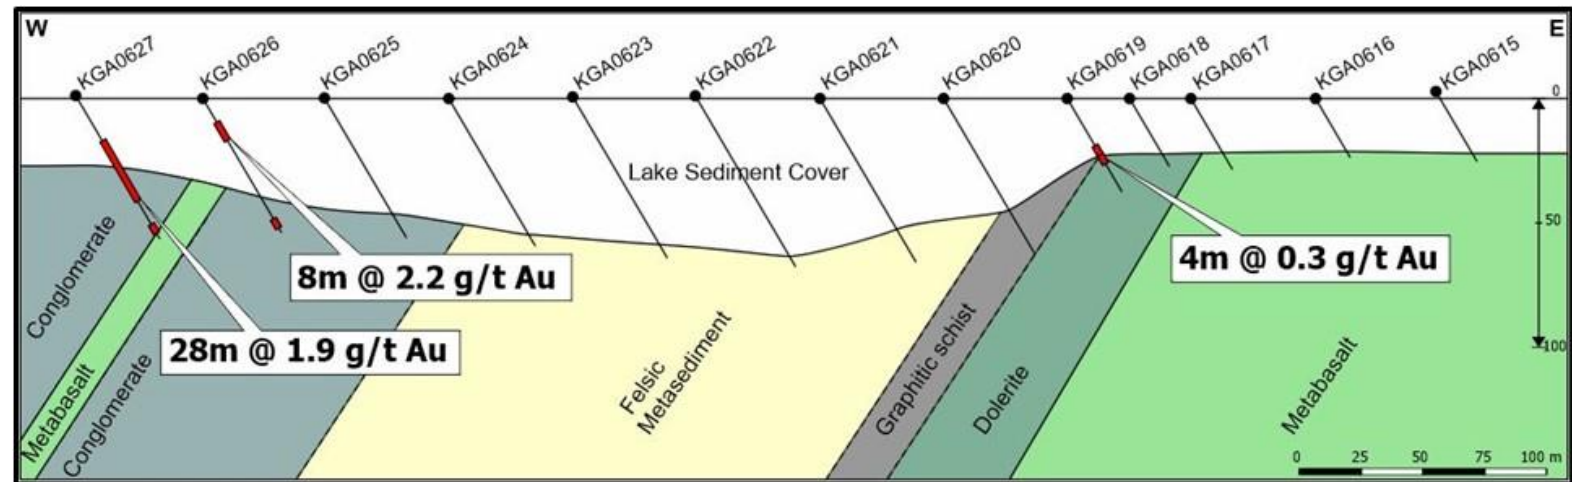 W
E
KGA0627
KGA0626
KGA0625
KGA0624
KGA0623
KGA0622
KGA0621
KGA0620
KGA0619
KGA0618
KGA0617
KGA0616
KGA0615
0
Lake Sediment Cover
50
4m @ 0.3 g/t Au
8m @ 2.2 g/t Au
28m @ 1.9 g/t Au
100
Conglomerate
Metabasalt
Conglomerate
Felsic
Metasediment
Graphitic schist
Dolerite
Metabasalt
0 25 50 75 100 m